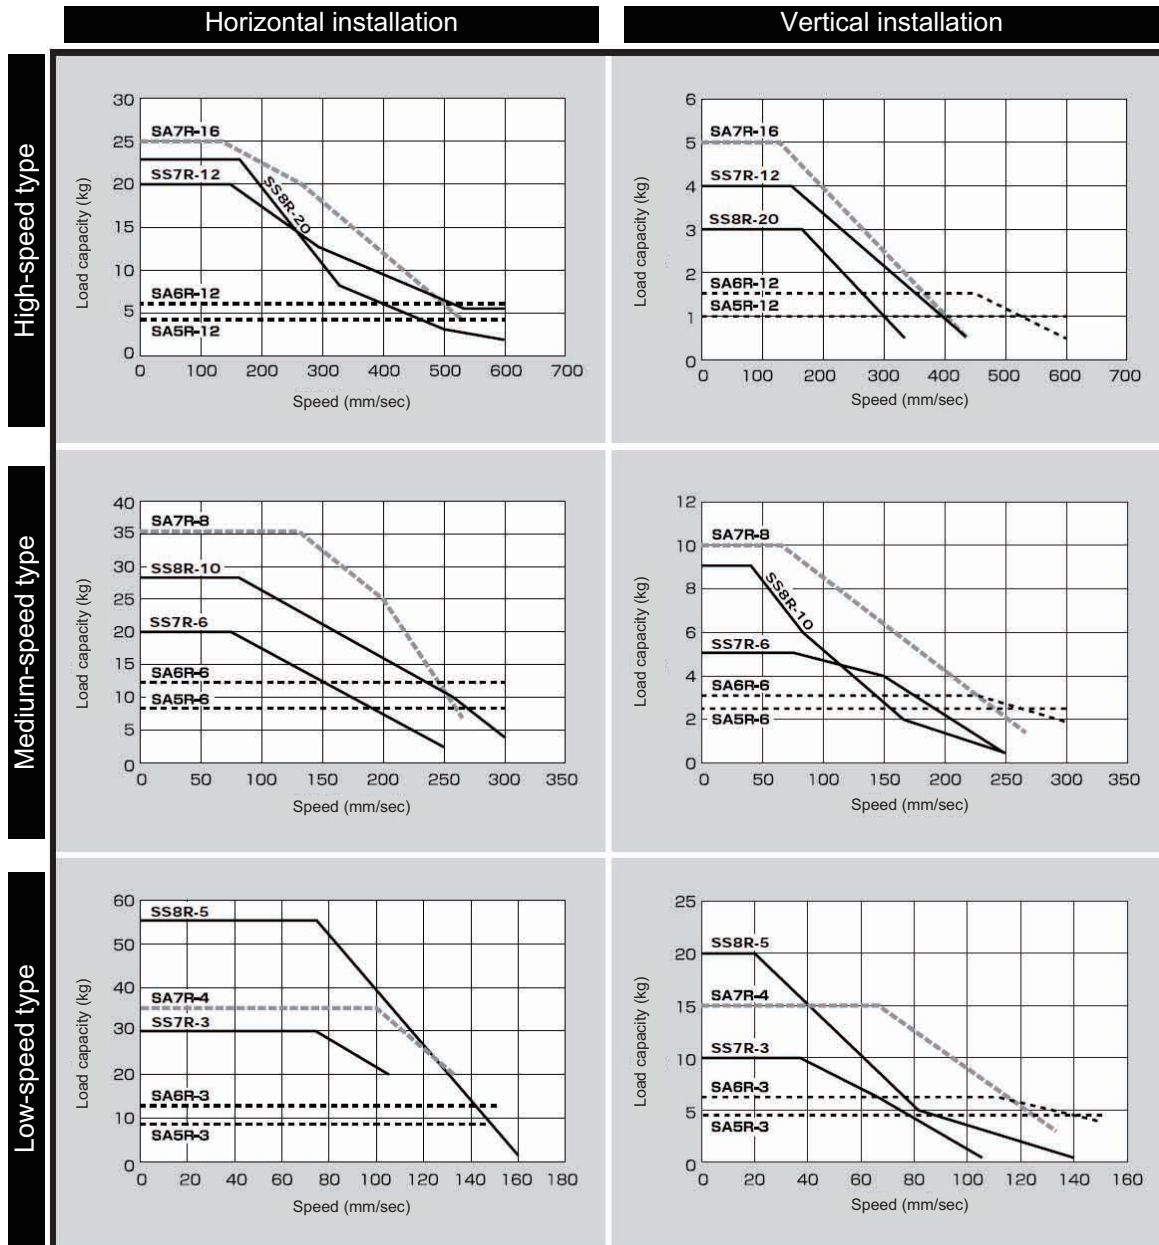 Horizontal installation
Vertical installation
High-speed type
Load capacity (kg)
30
25
20
15
10
5
0
SA7R-16
SS7R-12
SS8R-20
SA6R-12
SA5R-12
0 100 200 300 400 500 600 700
Speed (mm/sec)
Load capacity (kg)
6
5
4
3
2
1
0
SA7R-16
SS7R-12
SS8R-20
SA6R-12
SA5R-12
0 100 200 300 400 500 600 700
Speed (mm/sec)
Medium-speed type
Load capacity (kg)
40
35
30
25
20
15
10
5
0
SA7R-8
SS8R-10
SS7R-6
SA6R-6
SA5R-6
0 50 100 150 200 250 300 350
Speed (mm/sec)
Load capacity (kg)
12
10
8
6
4
2
0
SA7R-8
SS8R-10
SS7R-6
SA6R-6
SA5R-6
0 50 100 150 200 250 300 350
Speed (mm/sec)
Low-speed type
Load capacity (kg)
60
50
40
30
20
10
0
SS8R-5
SA7R-4
SS7R-3
SA6R-3
SA5R-3
0 20 40 60 80 100 120 140 160 180
Speed (mm/sec)
Load capacity (kg)
25
20
15
10
5
0
SS8R-5
SA7R-4
SS7R-3
SA6R-3
SA5R-3
0 20 40 60 80 100 120 140 160
Speed (mm/sec)